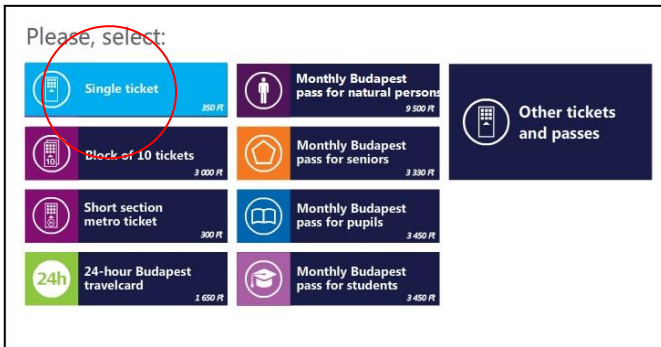 Please, select:
Single ticket
350 Ft
Block of 10 tickets
3 000 Ft
Short section
metro ticket
300 Ft
24h
24-hour Budapest
travelcard
1 650 Ft
Monthly Budapest
pass for natural persons
9 500 Ft
Monthly Budapest
pass for seniors
3 330 Ft
Monthly Budapest
pass for pupils
3 450 Ft
Monthly Budapest
pass for students
3 450 Ft
Other tickets
and passes
10